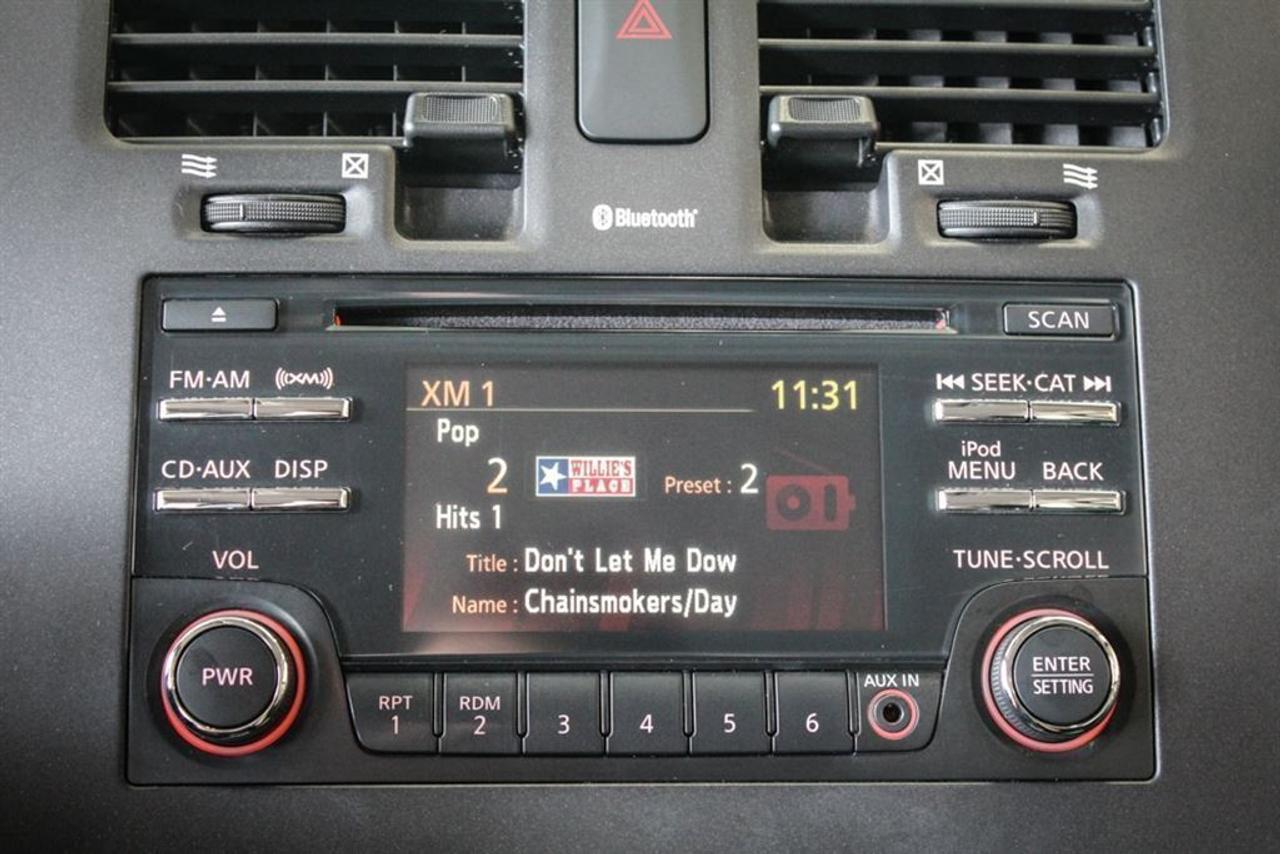 Bluetooth
SCAN
FM·AM XM
SEEK·CAT
CD·AUX DISP
iPod
MENU BACK
XM 1 11:31
Pop
2 WILLIE'S PLACE Preset : 2
Hits 1
Title : Don't Let Me Dow
Name : Chainsmokers/Day
VOL
TUNE·SCROLL
PWR
ENTER
SETTING
RPT
1
RDM
2
3
4
5
6
AUX IN